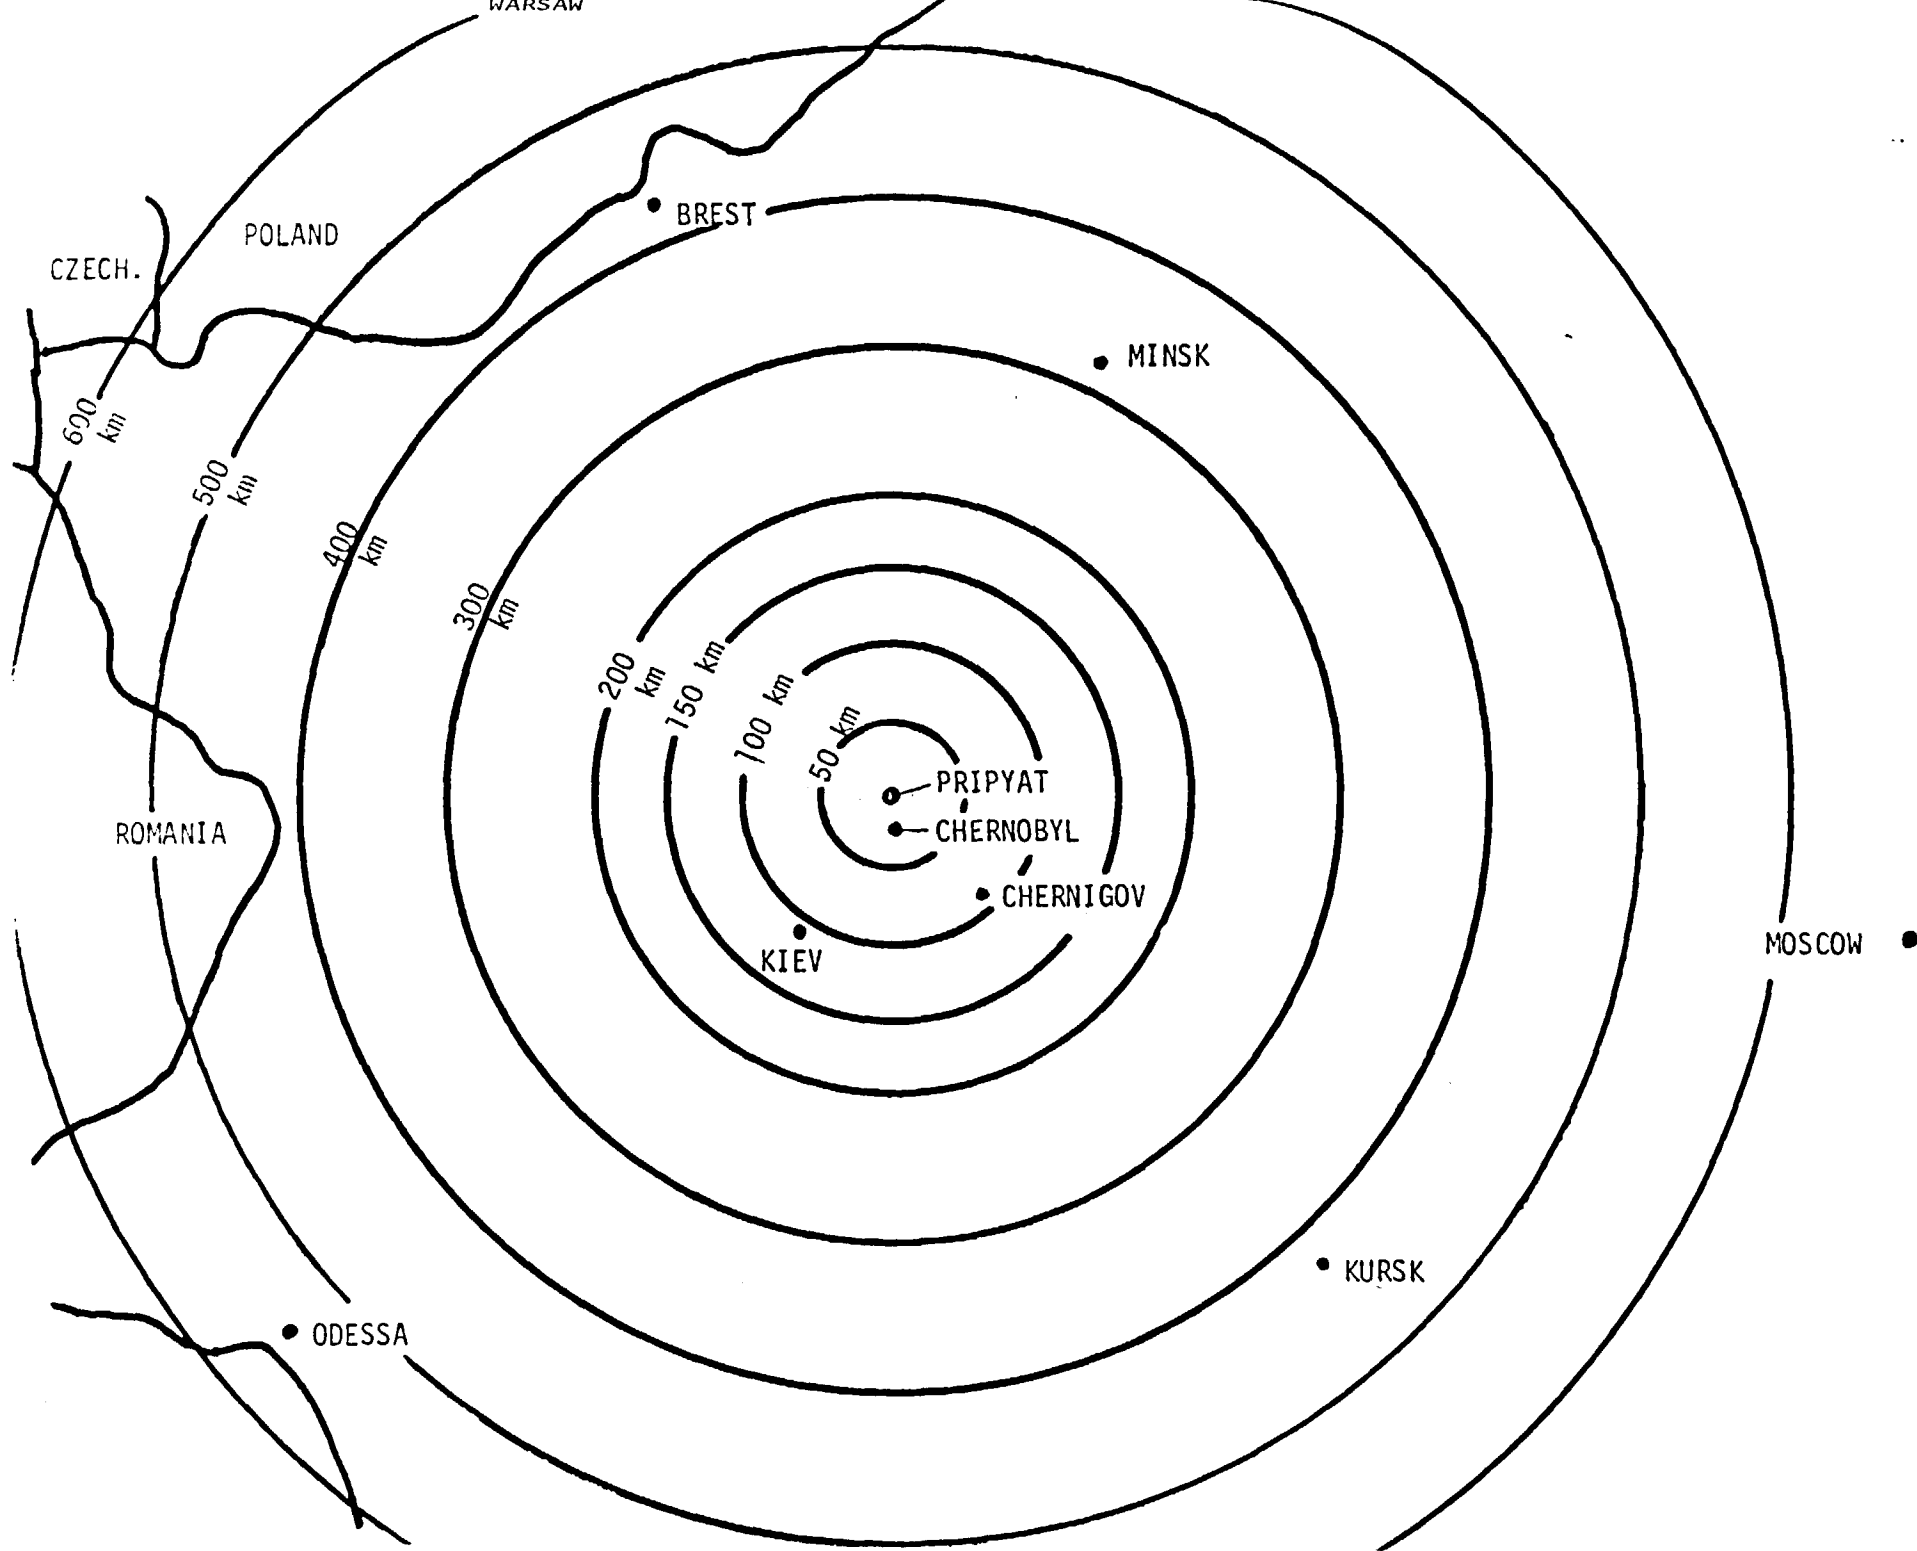 WARSAW
BREST
POLAND
CZECH.
MINSK
600
km
500
km
400
km
300
km
200
km
150 km
100 km
50 km
PRIPYAT
CHERNOBYL
ROMANIA
CHERNIGOV
MOSCOW
KIEV
KURSK
ODESSA